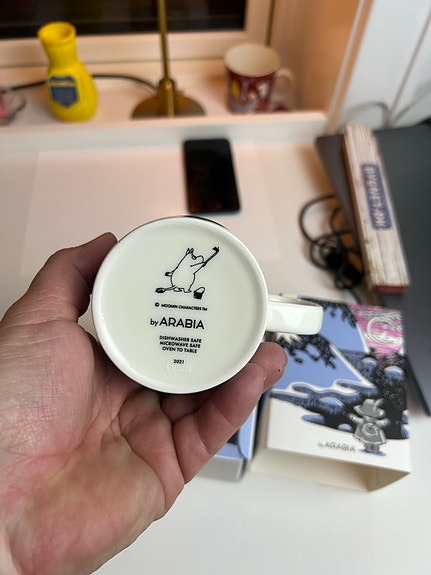 © MOOMIN CHARACTERS™
by ARABIA
DISHWASHER SAFE
MICROWAVE SAFE
OVEN TO TABLE
2021
by ARABIA